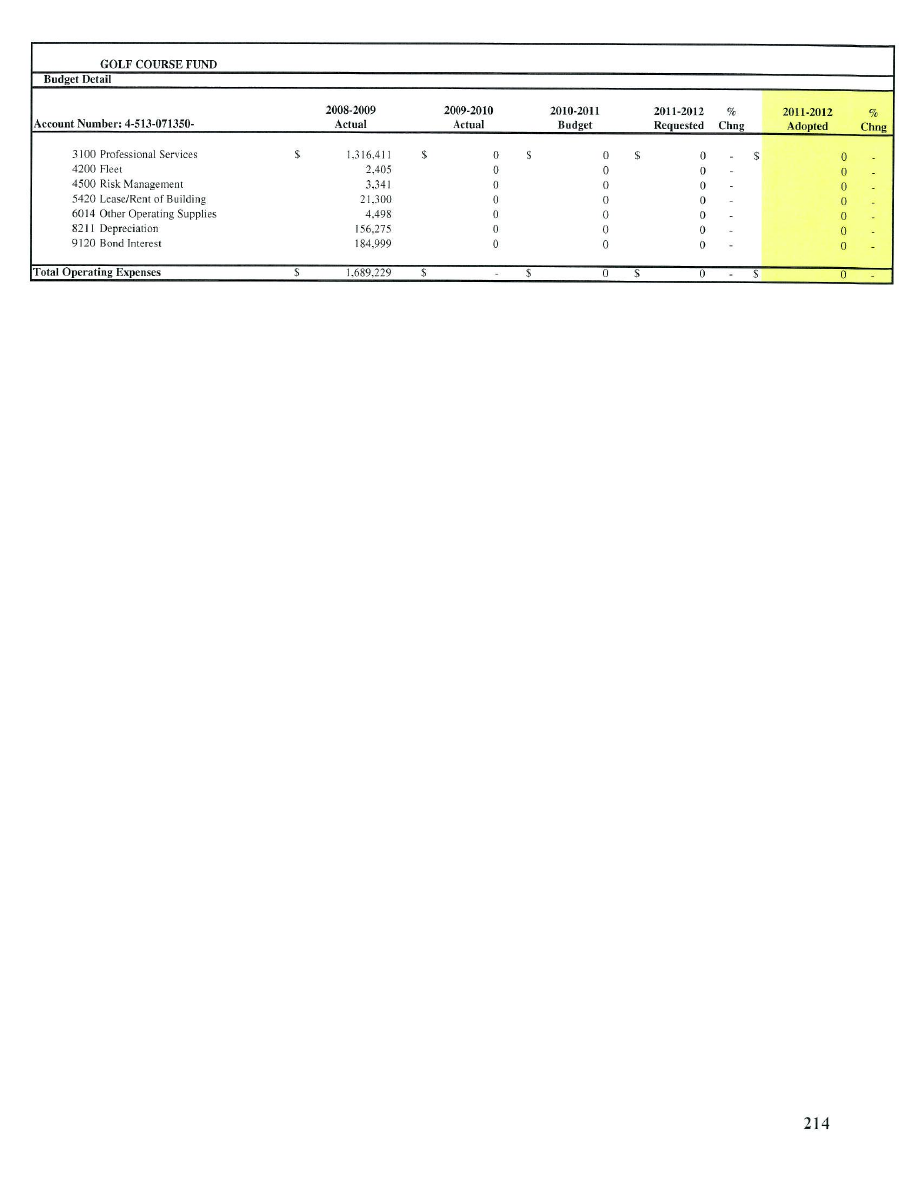 GOLF COURSE FUND
Budget Detail
2008-2009 2009-2010 2010-2011 2011-2012 % 2011-2012 %
Account Number: 4-513-071350- Actual Actual Budget Requested Chng Adopted Chng
3100 Professional Services $ 1,316,411 $ 0 $ 0 $ 0 - $ 0 -
4200 Fleet 2,405 0 0 0 - 0 -
4500 Risk Management 3,341 0 0 0 - 0 -
5420 Lease/Rent of Building 21,300 0 0 0 - 0 -
6014 Other Operating Supplies 4,498 0 0 0 - 0 -
8211 Depreciation 156,275 0 0 0 - 0 -
9120 Bond Interest 184,999 0 0 0 - 0 -
Total Operating Expenses $ 1,689,229 $ - $ 0 $ 0 - $ 0 -
214